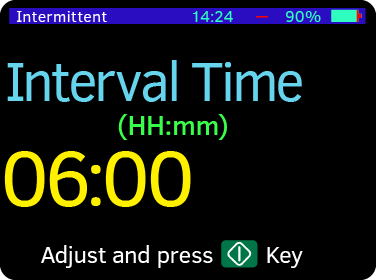 Intermittent 14:24 90%
Interval Time
(HH:mm)
06:00
Adjust and press Key